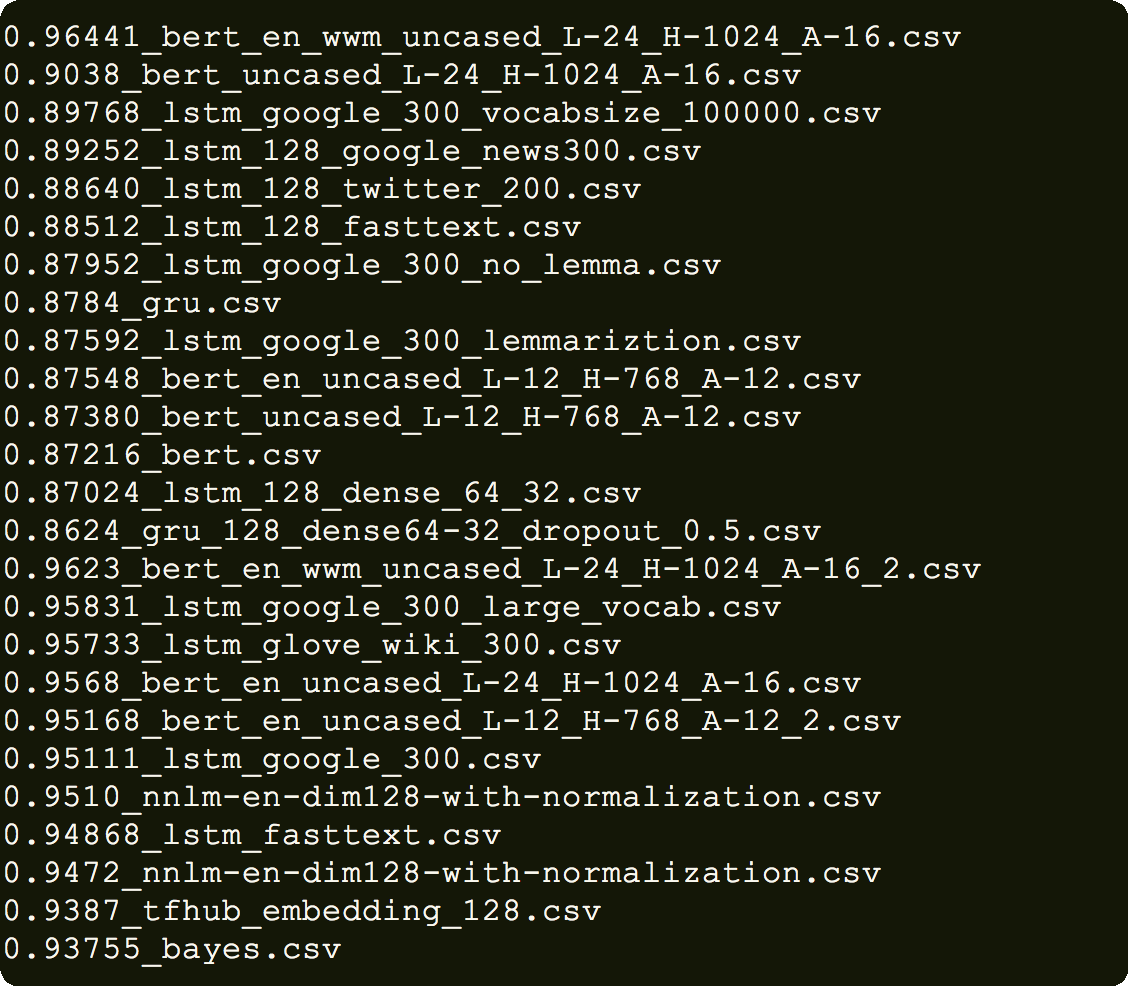 0.96441_bert_en_wwm_uncased_L-24_H-1024_A-16.csv
0.9038_bert_uncased_L-24_H-1024_A-16.csv
0.89768_lstm_google_300_vocabsize_100000.csv
0.89252_lstm_128_google_news300.csv
0.88640_lstm_128_twitter_200.csv
0.88512_lstm_128_fasttext.csv
0.87952_lstm_google_300_no_lemma.csv
0.8784_gru.csv
0.87592_lstm_google_300_lemmariztion.csv
0.87548_bert_en_uncased_L-12_H-768_A-12.csv
0.87380_bert_uncased_L-12_H-768_A-12.csv
0.87216_bert.csv
0.87024_lstm_128_dense_64_32.csv
0.8624_gru_128_dense64-32_dropout_0.5.csv
0.9623_bert_en_wwm_uncased_L-24_H-1024_A-16_2.csv
0.95831_lstm_google_300_large_vocab.csv
0.95733_lstm_glove_wiki_300.csv
0.9568_bert_en_uncased_L-24_H-1024_A-16.csv
0.95168_bert_en_uncased_L-12_H-768_A-12_2.csv
0.95111_lstm_google_300.csv
0.9510_nnlm-en-dim128-with-normalization.csv
0.94868_lstm_fasttext.csv
0.9472_nnlm-en-dim128-with-normalization.csv
0.9387_tfhub_embedding_128.csv
0.93755_bayes.csv